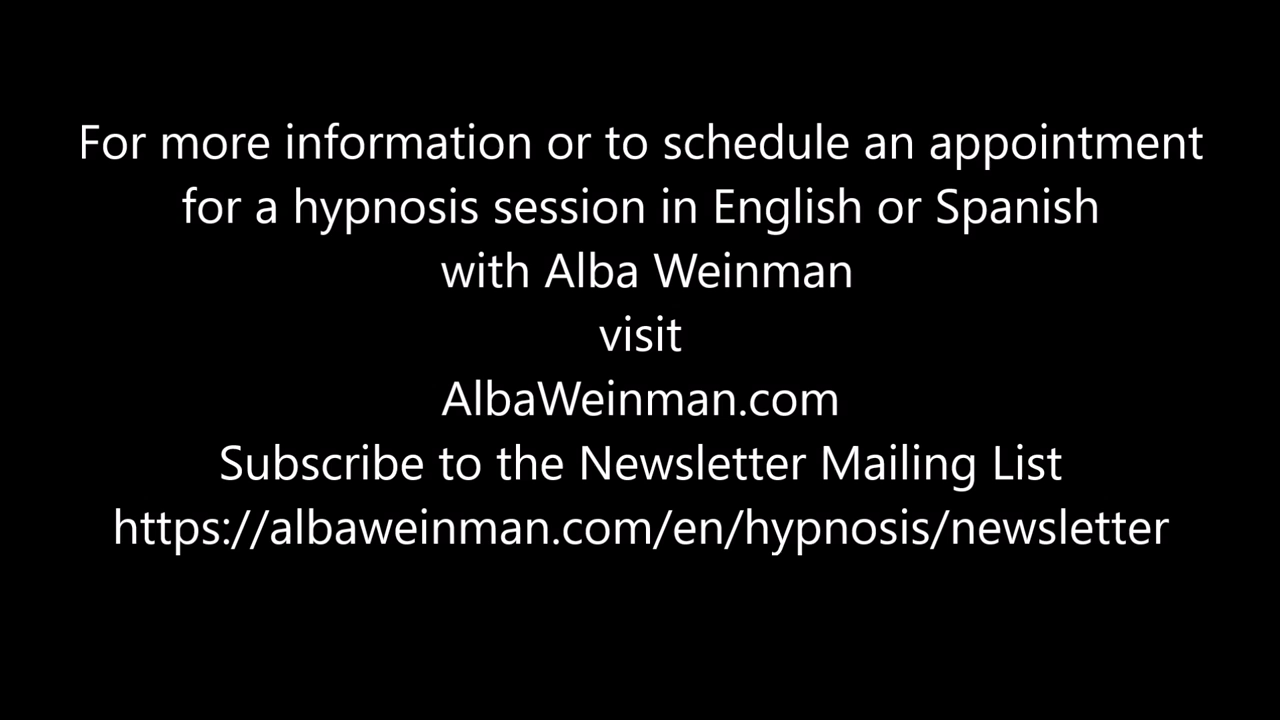 For more information or to schedule an appointment
for a hypnosis session in English or Spanish
with Alba Weinman
visit
AlbaWeinman.com
Subscribe to the Newsletter Mailing List
https://albaweinman.com/en/hypnosis/newsletter